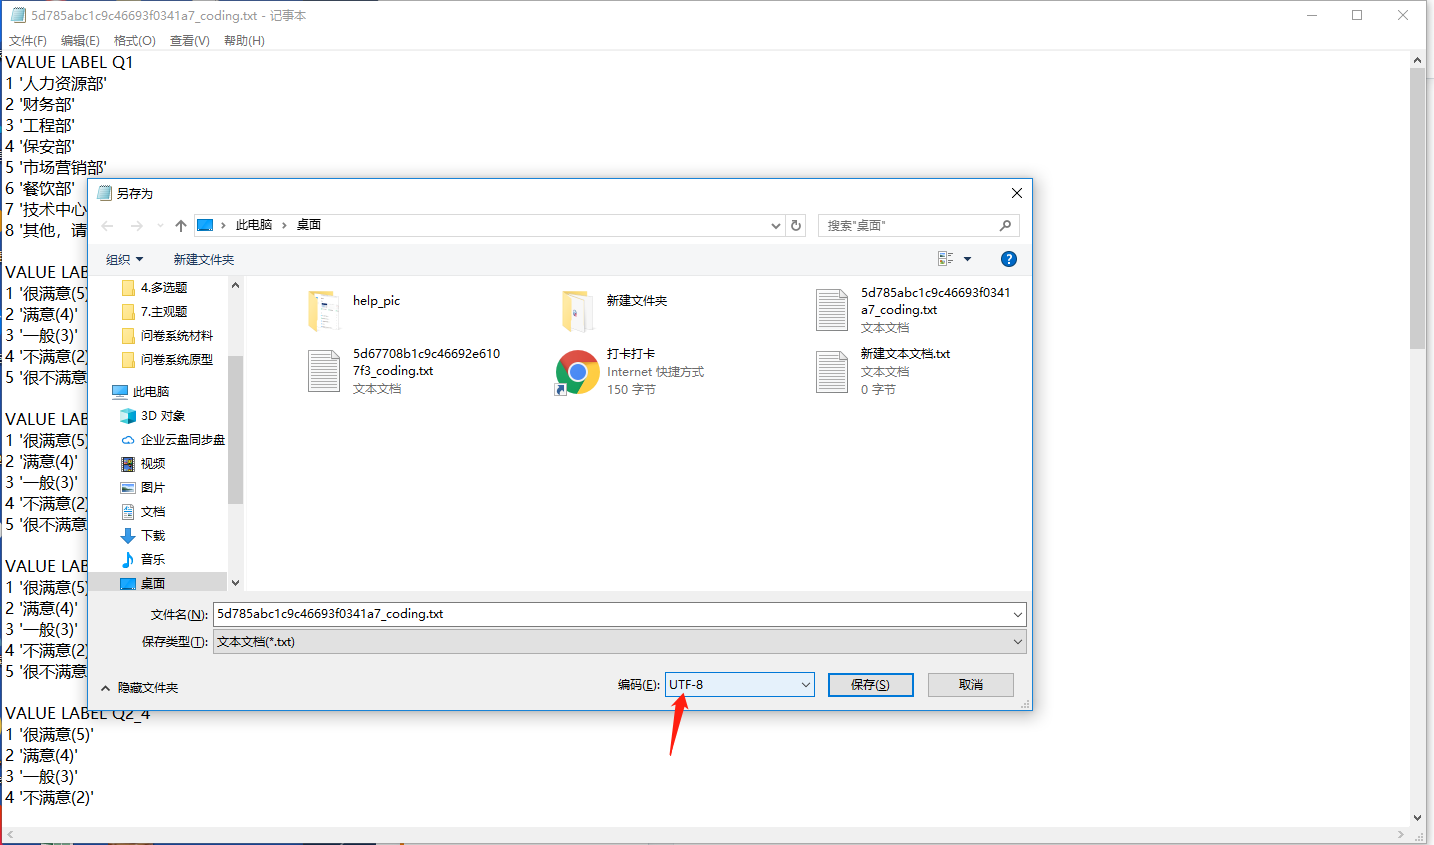 5d785abc1c9c46693f0341a7_coding.txt - 记事本
文件(F) 编辑(E) 格式(O) 查看(V) 帮助(H)
VALUE LABEL Q1
1 '人力资源部'
2 '财务部'
3 '工程部'
4 '保安部'
5 '市场营销部'
6 '餐饮部'
7 '技术中心
8 '其他，请
VALUE LAB
1 '很满意(5)
2 '满意(4)'
3 '一般(3)'
4 '不满意(2)
5 '很不满意
VALUE LAB
1 '很满意(5)
2 '满意(4)'
3 '一般(3)'
4 '不满意(2)
5 '很不满意
VALUE LAB
1 '很满意(5)
2 '满意(4)'
3 '一般(3)'
4 '不满意(2)
5 '很不满意
VALUE LABEL Q2_4
1 '很满意(5)'
2 '满意(4)'
3 '一般(3)'
4 '不满意(2)'
另存为
此电脑 桌面
搜索"桌面"
组织 新建文件夹
4.多选题
7.主观题
问卷系统材料
问卷系统原型
此电脑
3D 对象
企业云盘同步盘
视频
图片
文档
下载
音乐
桌面
help_pic
新建文件夹
5d785abc1c9c46693f0341
a7_coding.txt
文本文档
5d67708b1c9c46692e610
7f3_coding.txt
文本文档
打卡打卡
Internet 快捷方式
150 字节
新建文本文档.txt
文本文档
0 字节
文件名(N): 5d785abc1c9c46693f0341a7_coding.txt
保存类型(T): 文本文档(*.txt)
隐藏文件夹
编码(E): UTF-8 保存(S) 取消